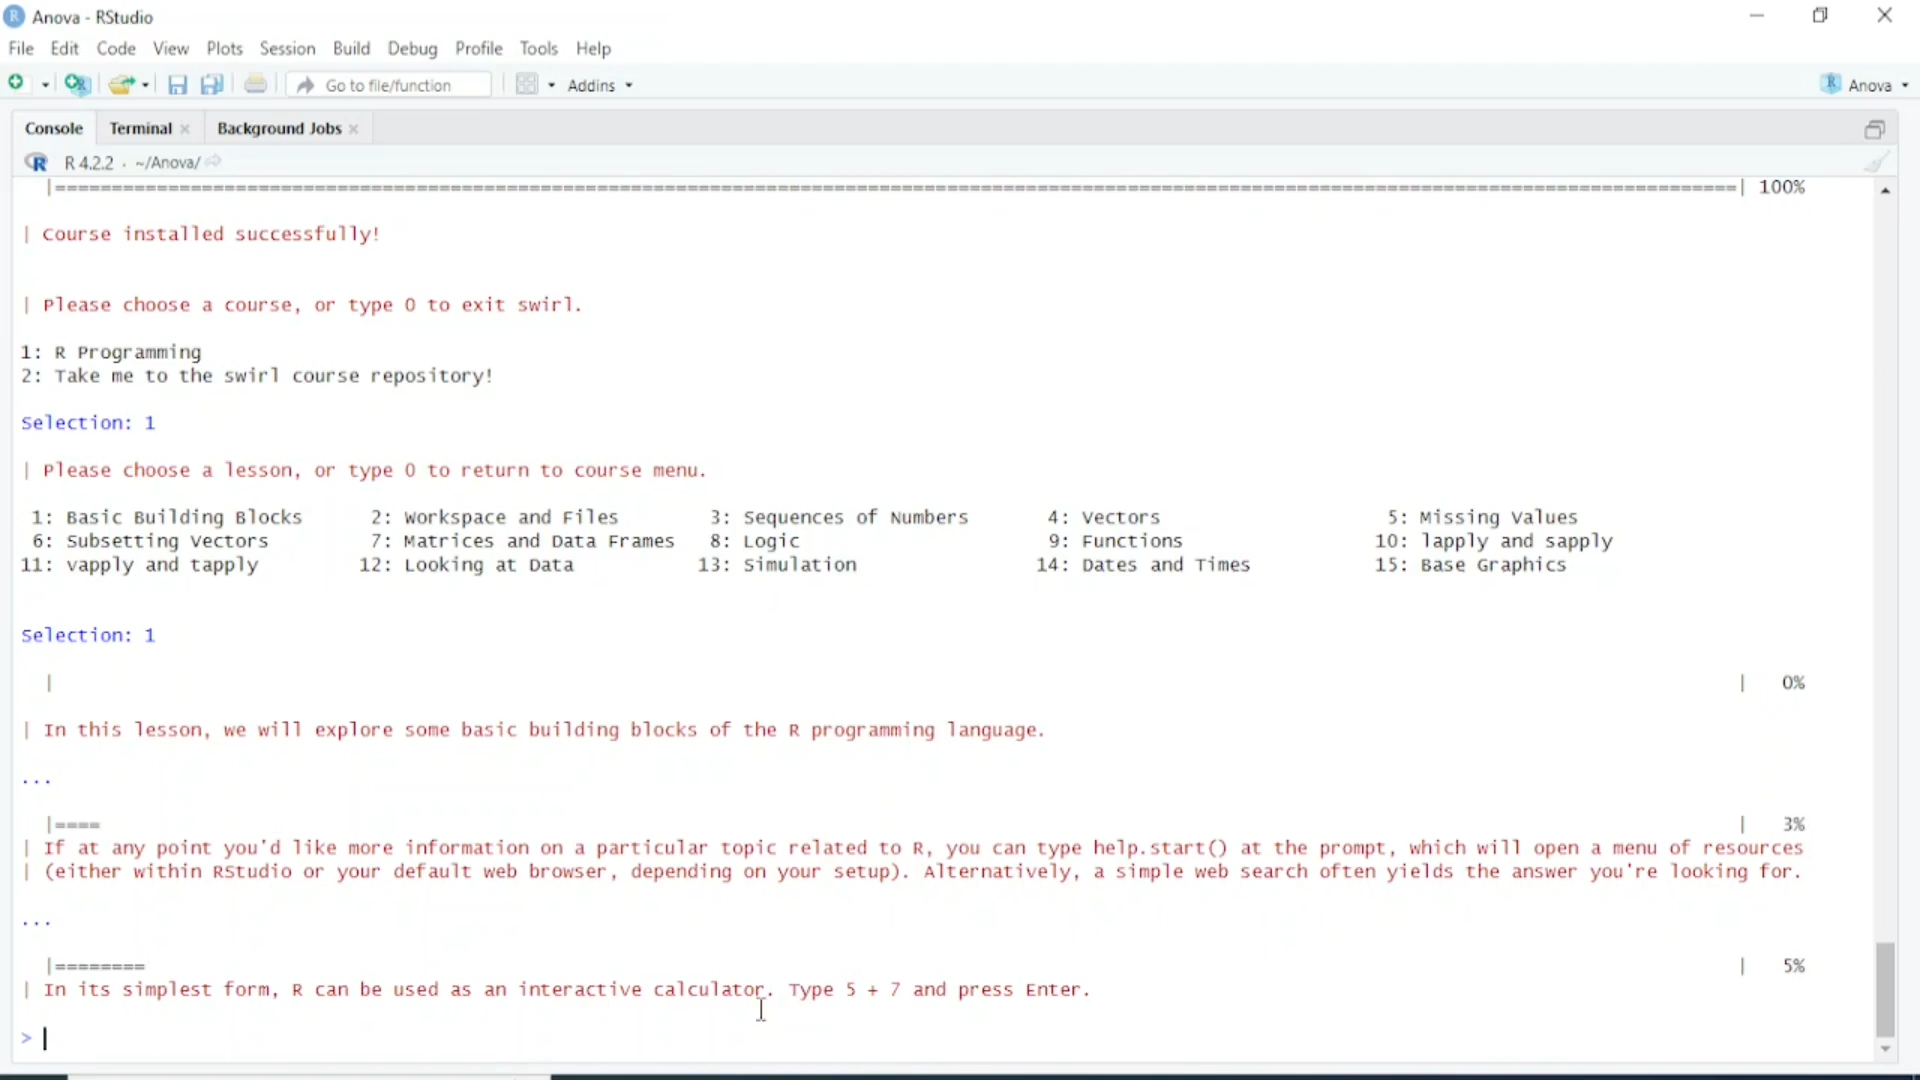 Anova - RStudio
File Edit Code View Plots Session Build Debug Profile Tools Help
Go to file/function Addins Anova
Console Terminal Background Jobs
R 4.2.2 · ~/Anova/
|======================================================================================================================================================| 100%
| Course installed successfully!
| Please choose a course, or type 0 to exit swirl.
1: R Programming
2: Take me to the swirl course repository!
Selection: 1
| Please choose a lesson, or type 0 to return to course menu.
1: Basic Building Blocks 2: Workspace and Files 3: Sequences of Numbers 4: Vectors 5: Missing Values
6: Subsetting Vectors 7: Matrices and Data Frames 8: Logic 9: Functions 10: lapply and sapply
11: vapply and tapply 12: Looking at Data 13: Simulation 14: Dates and Times 15: Base Graphics
Selection: 1
| | 0%
| In this lesson, we will explore some basic building blocks of the R programming language.
...
|==== | 3%
| If at any point you'd like more information on a particular topic related to R, you can type help.start() at the prompt, which will open a menu of resources
| (either within RStudio or your default web browser, depending on your setup). Alternatively, a simple web search often yields the answer you're looking for.
...
|======== | 5%
| In its simplest form, R can be used as an interactive calculator. Type 5 + 7 and press Enter.
>